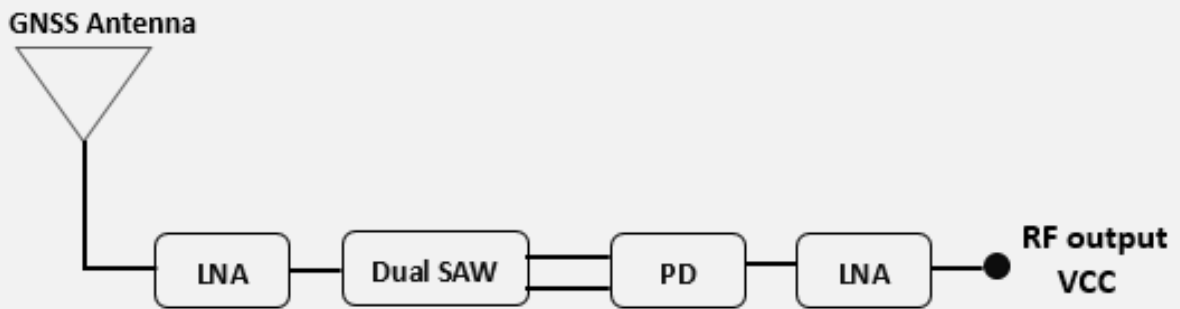 GNSS Antenna
LNA
Dual SAW
PD
LNA
RF output
VCC